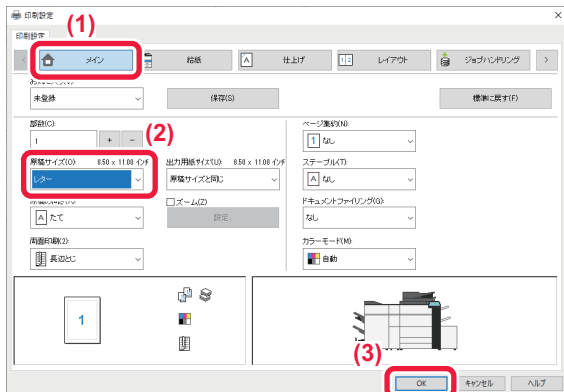 印刷設定
(1)
印刷設定
メイン
給紙
A 仕上げ
1 2 レイアウト
ジョブハンドリング
未登録
保存(S)
標準に戻す(F)
部数(C):
1
+
-
(2)
ページ集約(N):
1 なし
原稿サイズ(O): 8.50 × 11.00 インチ
レター
出力用紙サイズ(U): 8.50 × 11.00 インチ
原稿サイズと同じ
ステープル(T):
A なし
A たて
ズーム(Z)
設定...
ドキュメントファイリング(G):
なし
両面印刷(2):
長辺とじ
カラーモード(M):
自動
1
(3)
OK
キャンセル
ヘルプ